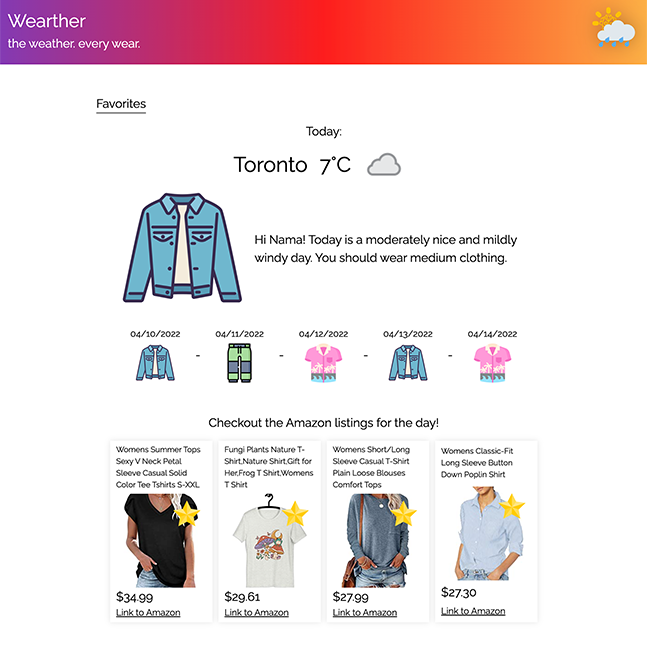 Wearther
the weather. every wear.
Favorites
Today:
Toronto 7°C
Hi Nama! Today is a moderately nice and mildly
windy day. You should wear medium clothing.
04/10/2022 04/11/2022 04/12/2022 04/13/2022 04/14/2022
- - - -
Checkout the Amazon listings for the day!
Womens Summer Tops
Sexy V Neck Petal
Sleeve Casual Solid
Color Tee Tshirts S-XXL
$34.99
Link to Amazon
Fungi Plants Nature T-
Shirt,Nature Shirt,Gift for
Her,Frog T Shirt,Womens
T Shirt
$29.61
Link to Amazon
Womens Short/Long
Sleeve Casual T-Shirt
Plain Loose Blouses
Comfort Tops
$27.99
Link to Amazon
Womens Classic-Fit
Long Sleeve Button
Down Poplin Shirt
$27.30
Link to Amazon